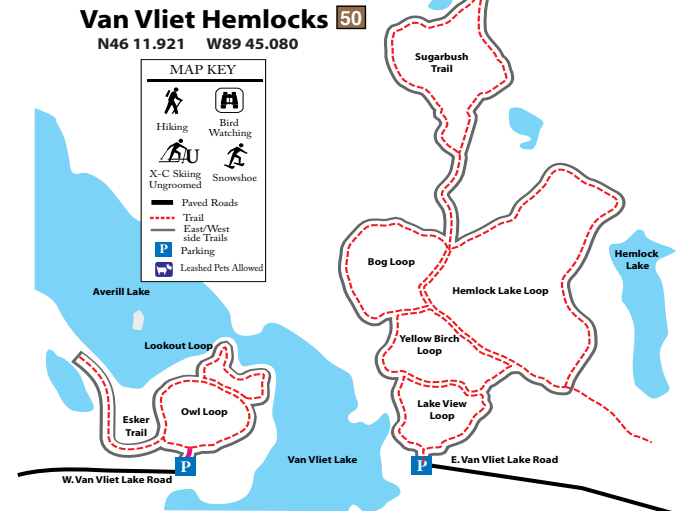 Van Vliet Hemlocks 50
N46 11.921 W89 45.080
MAP KEY
Hiking
Bird
Watching
X-C Skiing
Ungroomed
U
Snowshoe
Paved Roads
Trail
East/West
side Trails
P Parking
Leashed Pets Allowed
Sugarbush
Trail
Bog Loop
Hemlock Lake Loop
Hemlock
Lake
Averill Lake
Lookout Loop
Yellow Birch
Loop
Esker
Trail
Owl Loop
Lake View
Loop
Van Vliet Lake
P
P
E. Van Vliet Lake Road
W. Van Vliet Lake Road